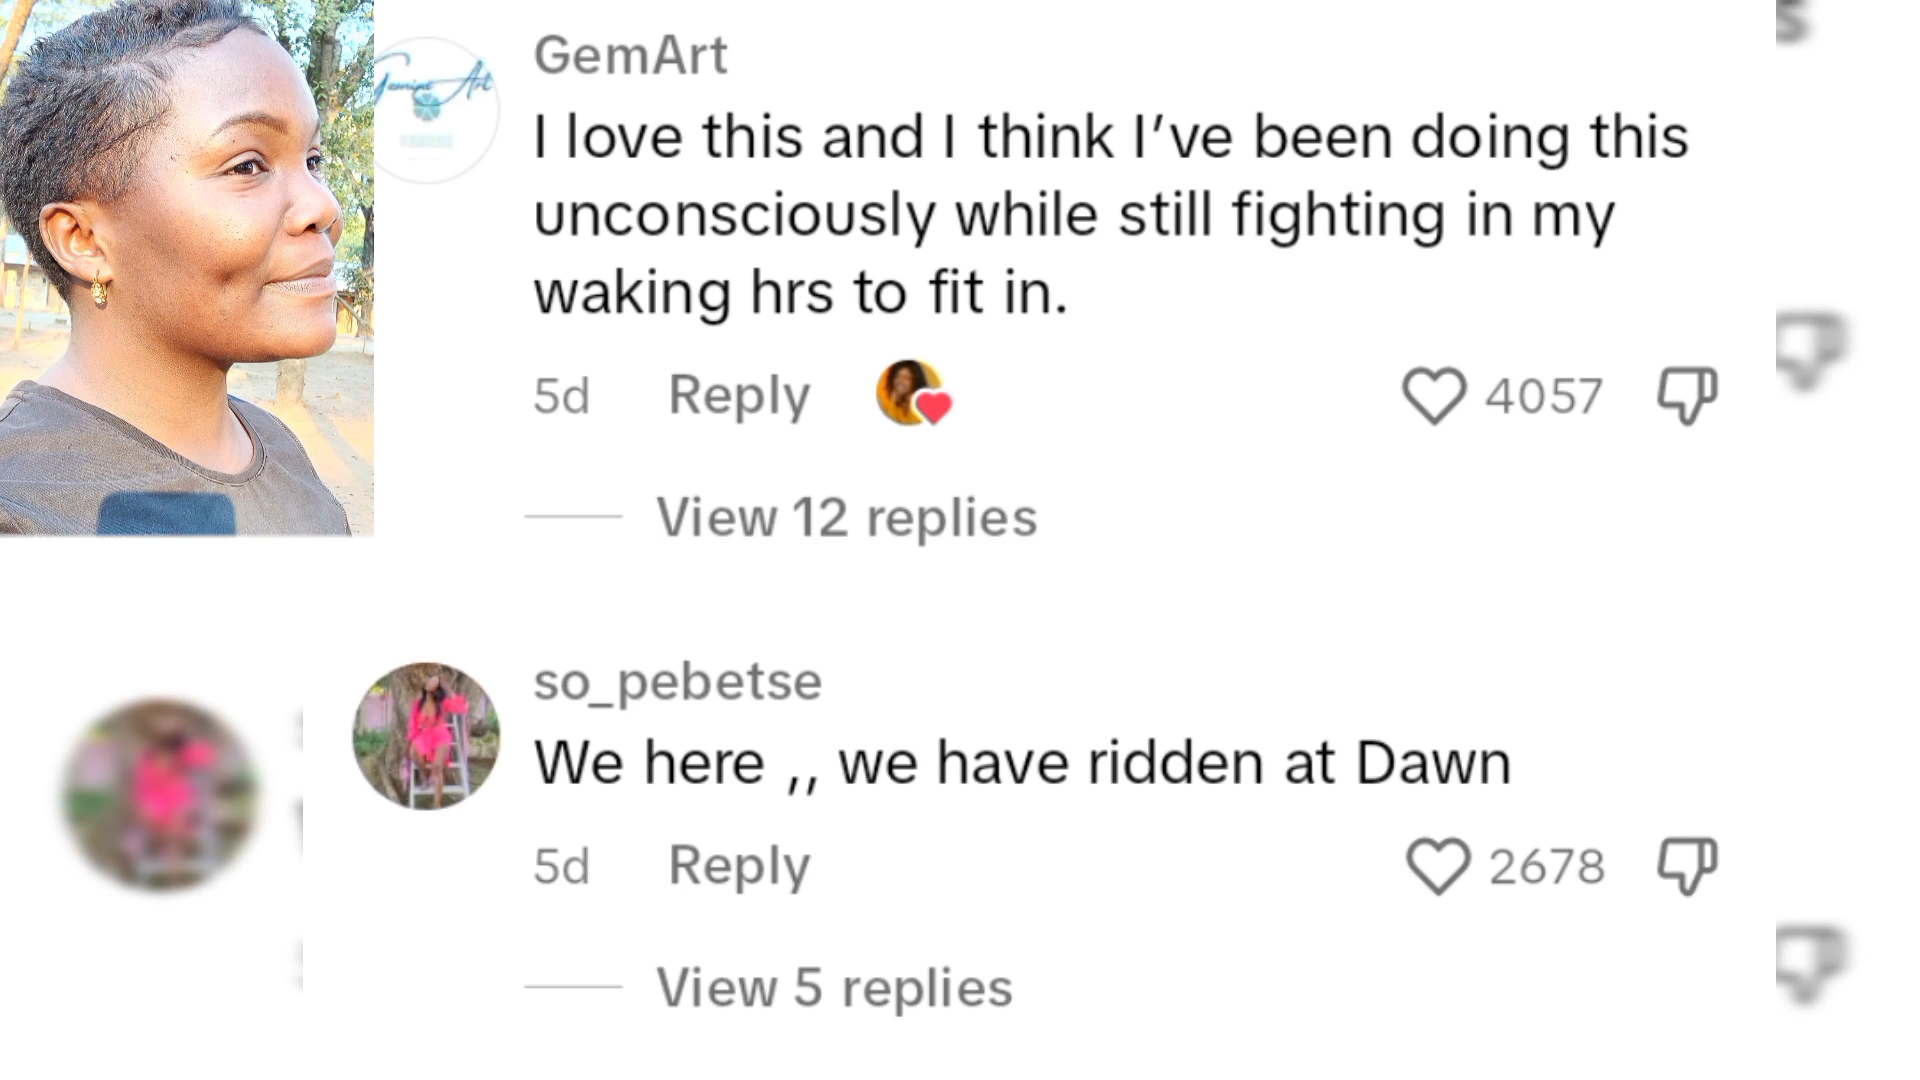 GemArt
I love this and I think I’ve been doing this
unconsciously while still fighting in my
waking hrs to fit in.
5d Reply 4057
View 12 replies
so_pebetse
We here ,, we have ridden at Dawn
5d Reply 2678
View 5 replies